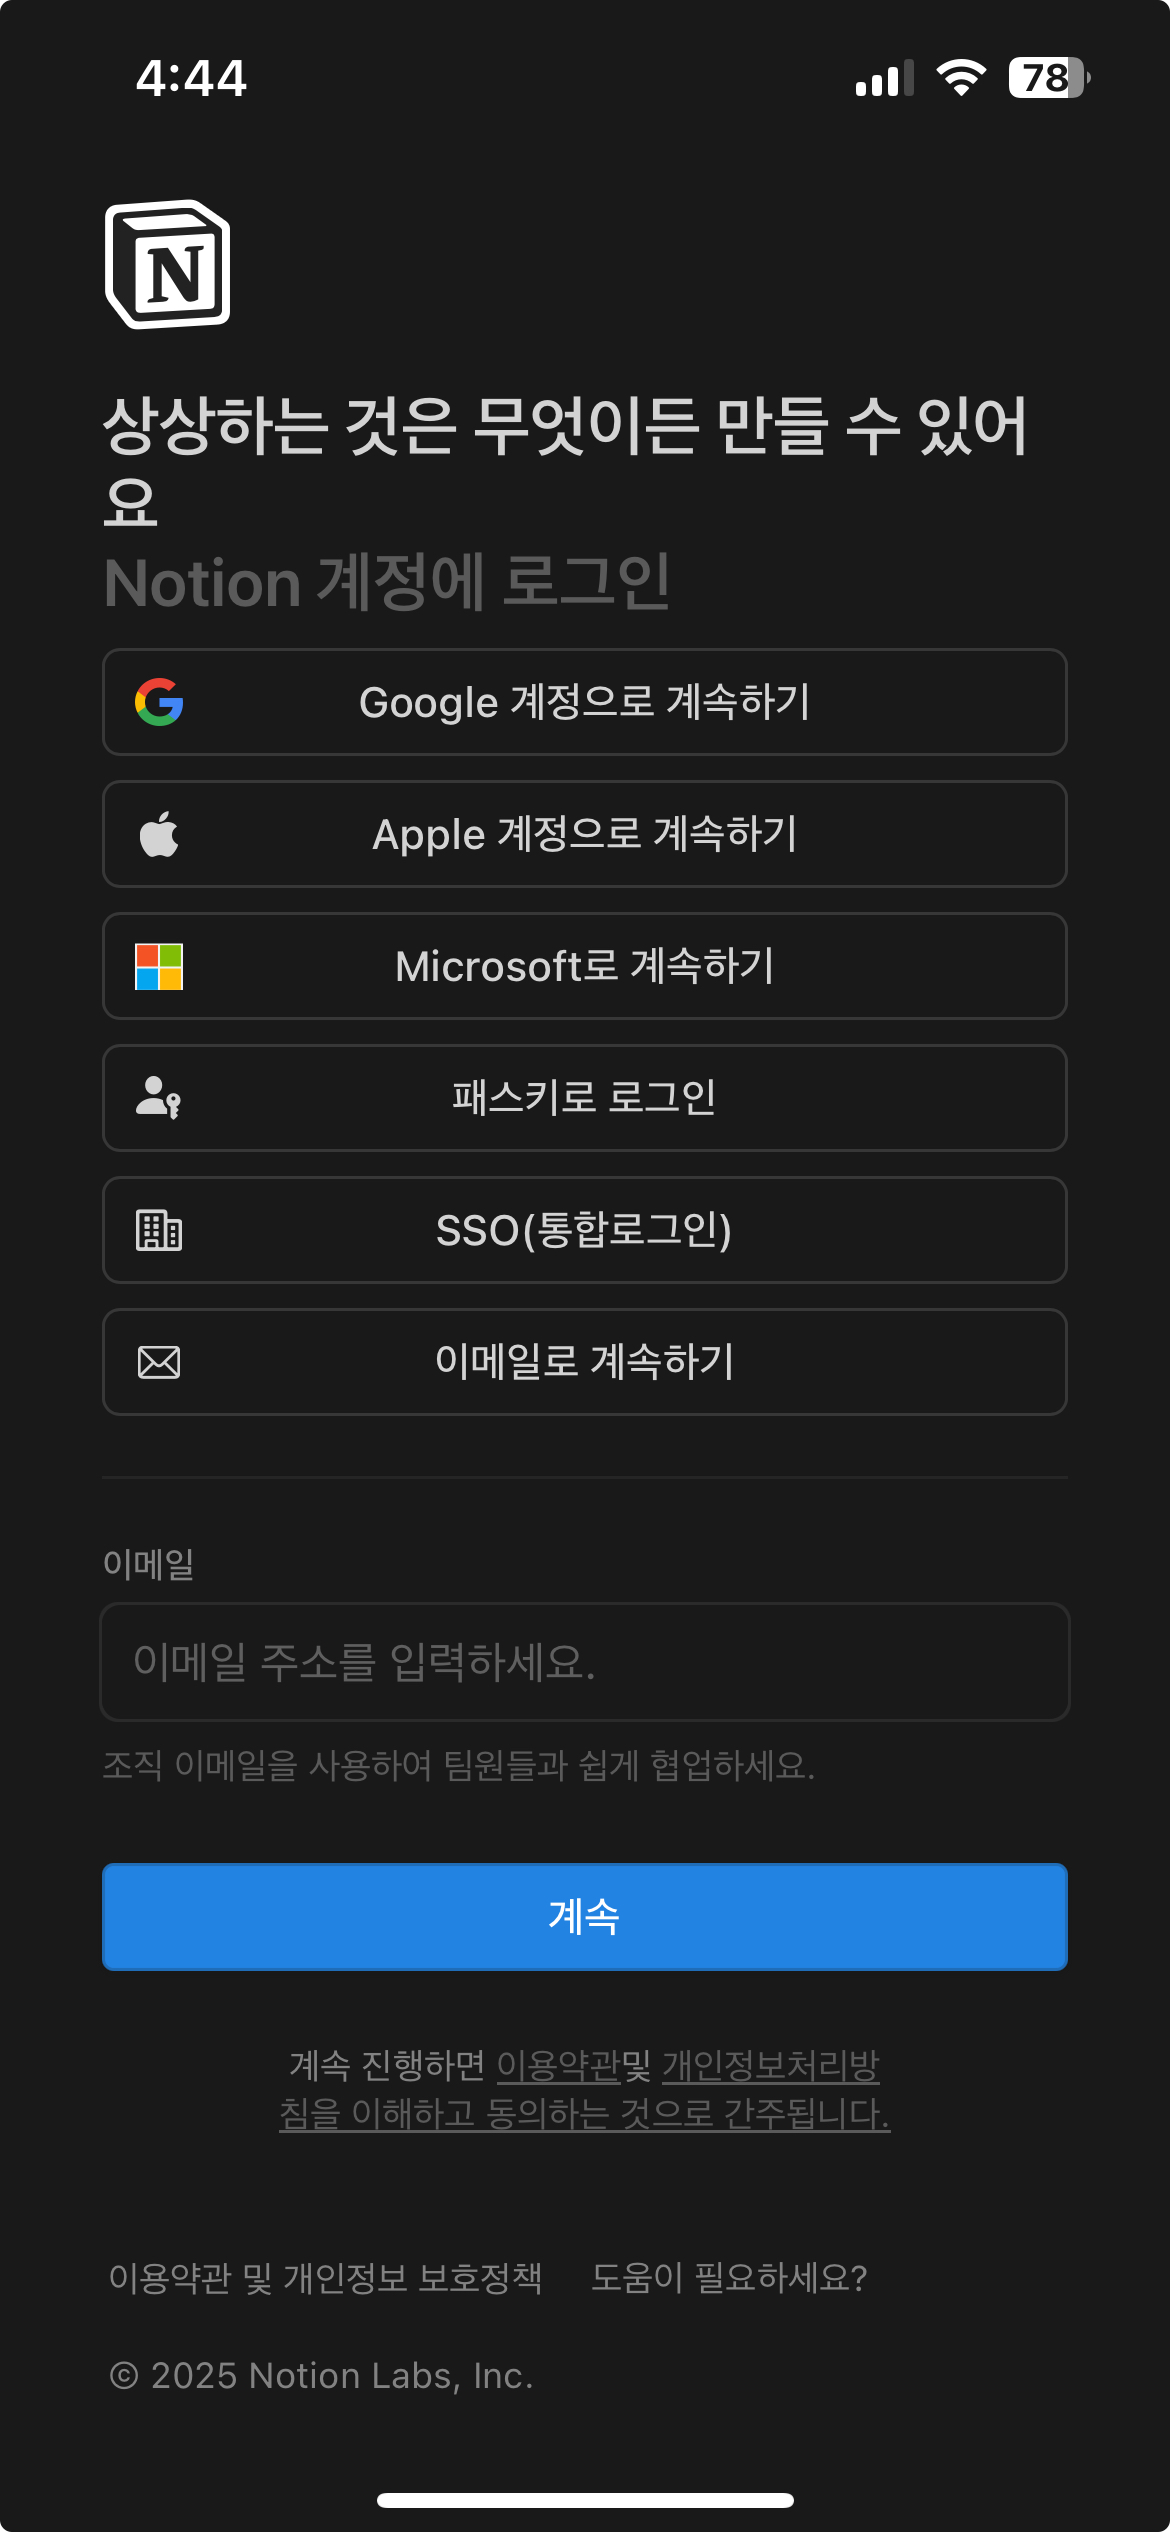 4:44
78
N
상상하는 것은 무엇이든 만들 수 있어
요
Notion 계정에 로그인
Google 계정으로 계속하기
Apple 계정으로 계속하기
Microsoft로 계속하기
패스키로 로그인
SSO(통합로그인)
이메일로 계속하기
이메일
이메일 주소를 입력하세요.
조직 이메일을 사용하여 팀원들과 쉽게 협업하세요.
계속
계속 진행하면 이용약관및 개인정보처리방
침을 이해하고 동의하는 것으로 간주됩니다.
이용약관 및 개인정보 보호정책 도움이 필요하세요?
© 2025 Notion Labs, Inc.